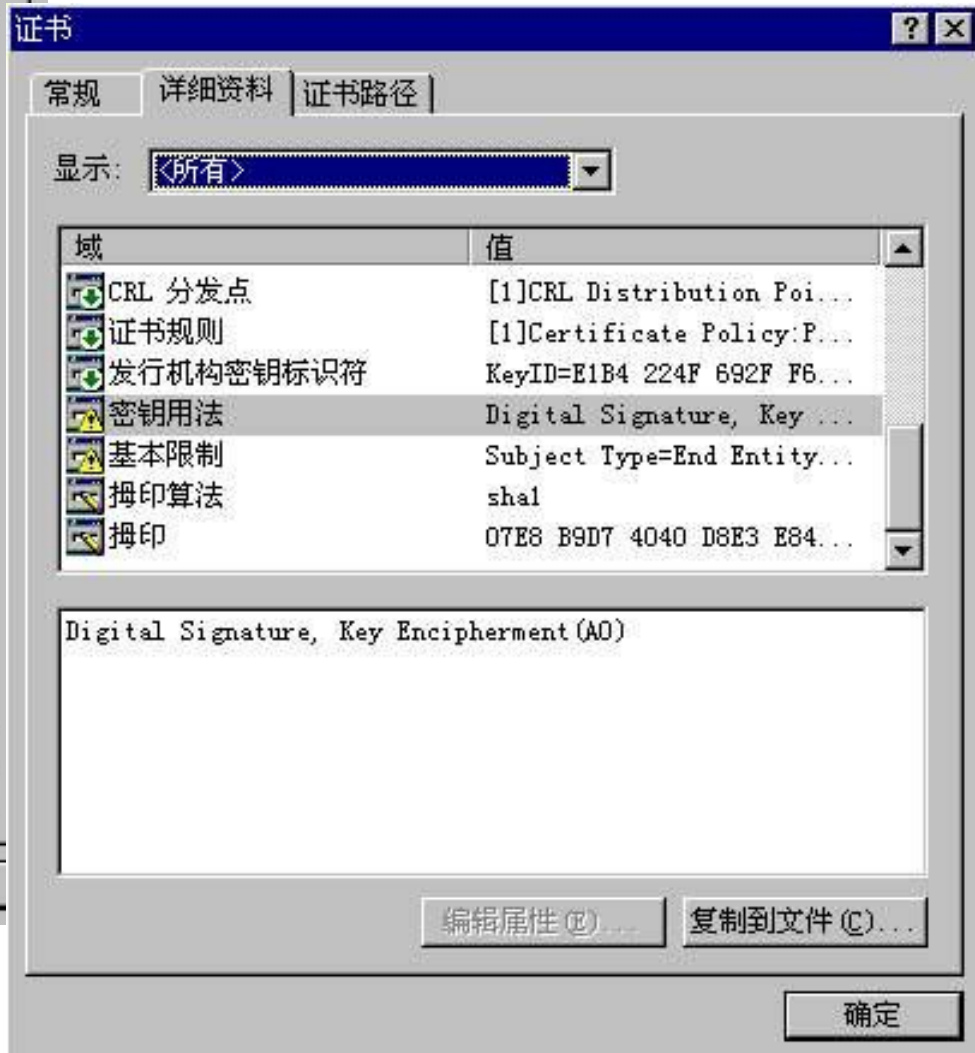 证书
常规 详细资料 证书路径
显示: <所有>
域 值
CRL 分发点 [1]CRL Distribution Poi...
证书规则 [1]Certificate Policy:P...
发行机构密钥标识符 KeyID=E1B4 224F 692F F6...
密钥用法 Digital Signature, Key ...
基本限制 Subject Type=End Entity...
拇印算法 sha1
拇印 07E8 B9D7 4040 D8E3 E84...
Digital Signature, Key Encipherment(A0)
编辑属性(E)... 复制到文件(C)...
确定